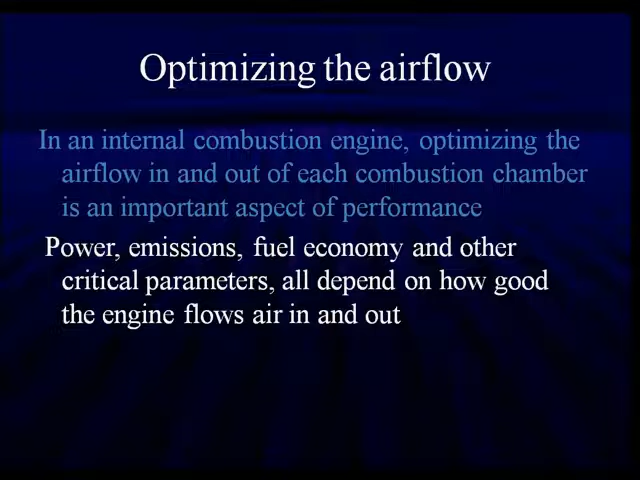 Optimizing the airflow
In an internal combustion engine, optimizing the
airflow in and out of each combustion chamber
is an important aspect of performance
Power, emissions, fuel economy and other
critical parameters, all depend on how good
the engine flows air in and out